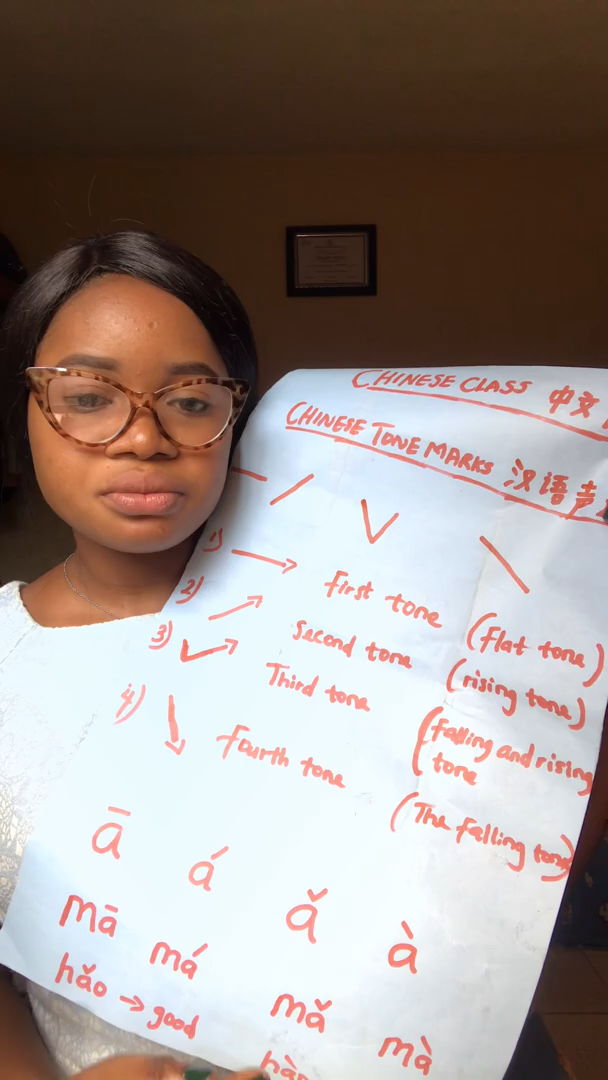 CHINESE CLASS 中文
CHINESE TONE MARKS 汉语声
1) → first tone (flat tone)
2) second tone (rising tone)
3) Third tone (falling and rising tone
4) fourth tone (The falling tone)
ā á ǎ à
mā má mǎ mà
hǎo → good